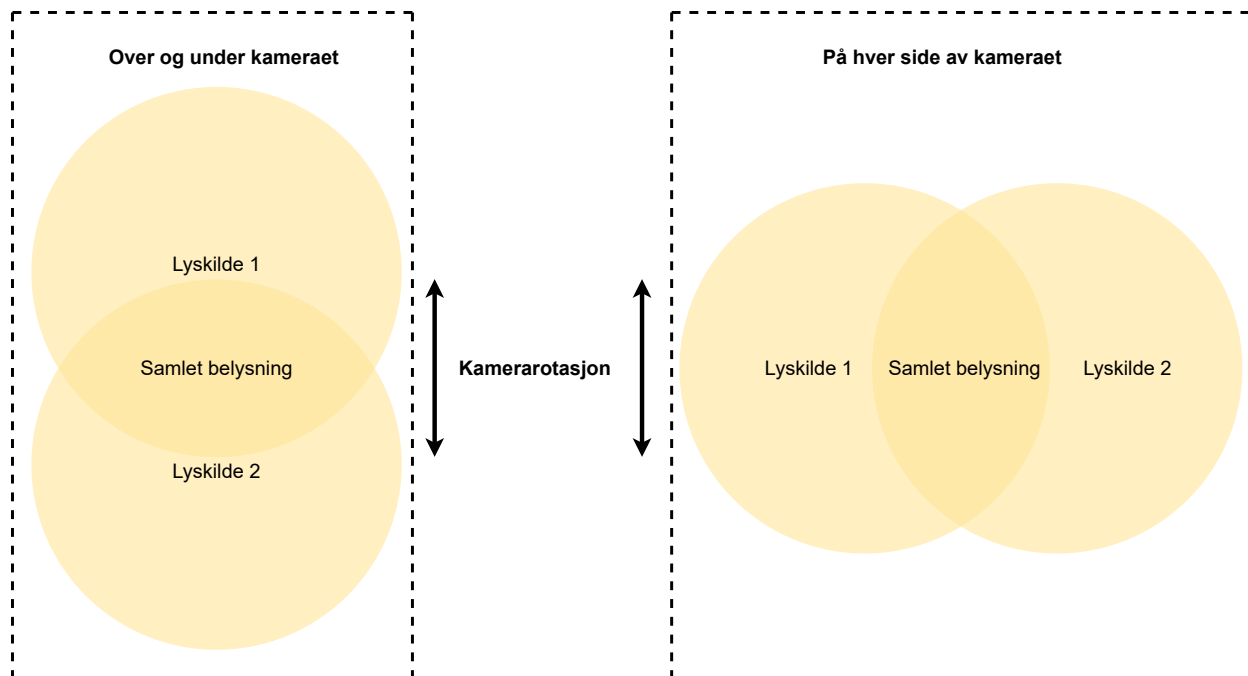 Over og under kameraet
Lyskilde 1
Samlet belysning
Lyskilde 2
Kamerarotasjon
På hver side av kameraet
Lyskilde 1
Samlet belysning
Lyskilde 2